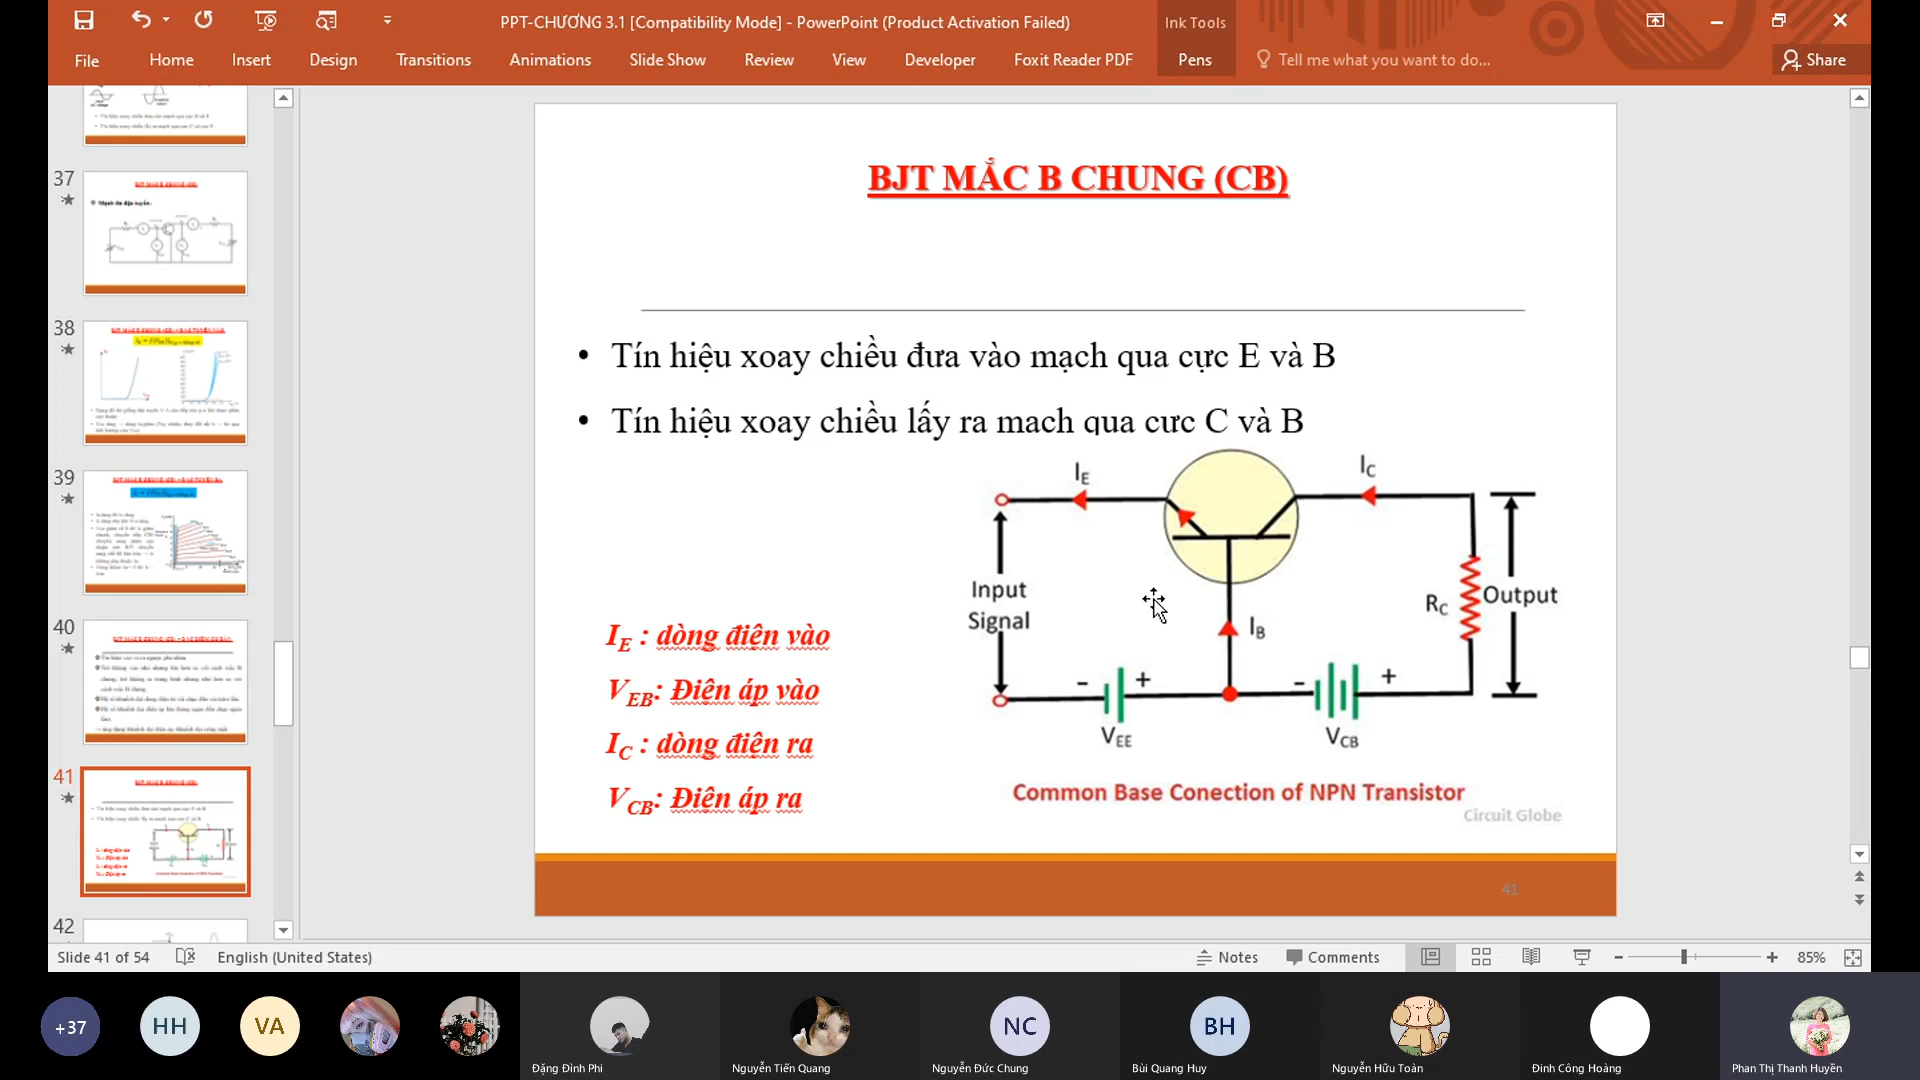 PPT-CHƯƠNG 3.1 [Compatibility Mode] - PowerPoint (Product Activation Failed)
Ink Tools
File Home Insert Design Transitions Animations Slide Show Review View Developer Foxit Reader PDF Pens Tell me what you want to do... Share
37
38
39
40
41
42
BJT MẮC B CHUNG (CB)
• Tín hiệu xoay chiều đưa vào mạch qua cực E và B
• Tín hiệu xoay chiều lấy ra mạch qua cực C và B
I_E : dòng điện vào
V_EB: Điện áp vào
I_C : dòng điện ra
V_CB: Điện áp ra
I_E
I_C
Input
Signal
I_B
R_C
Output
- +
- +
V_EE
V_CB
Common Base Conection of NPN Transistor
Circuit Globe
41
Slide 41 of 54 English (United States) Notes Comments 85%
+37
HH
VA
NC
BH
Đặng Đình Phi
Nguyễn Tiến Quang
Nguyễn Đức Chung
Bùi Quang Huy
Nguyễn Hữu Toàn
Đinh Công Hoàng
Phan Thị Thanh Huyền